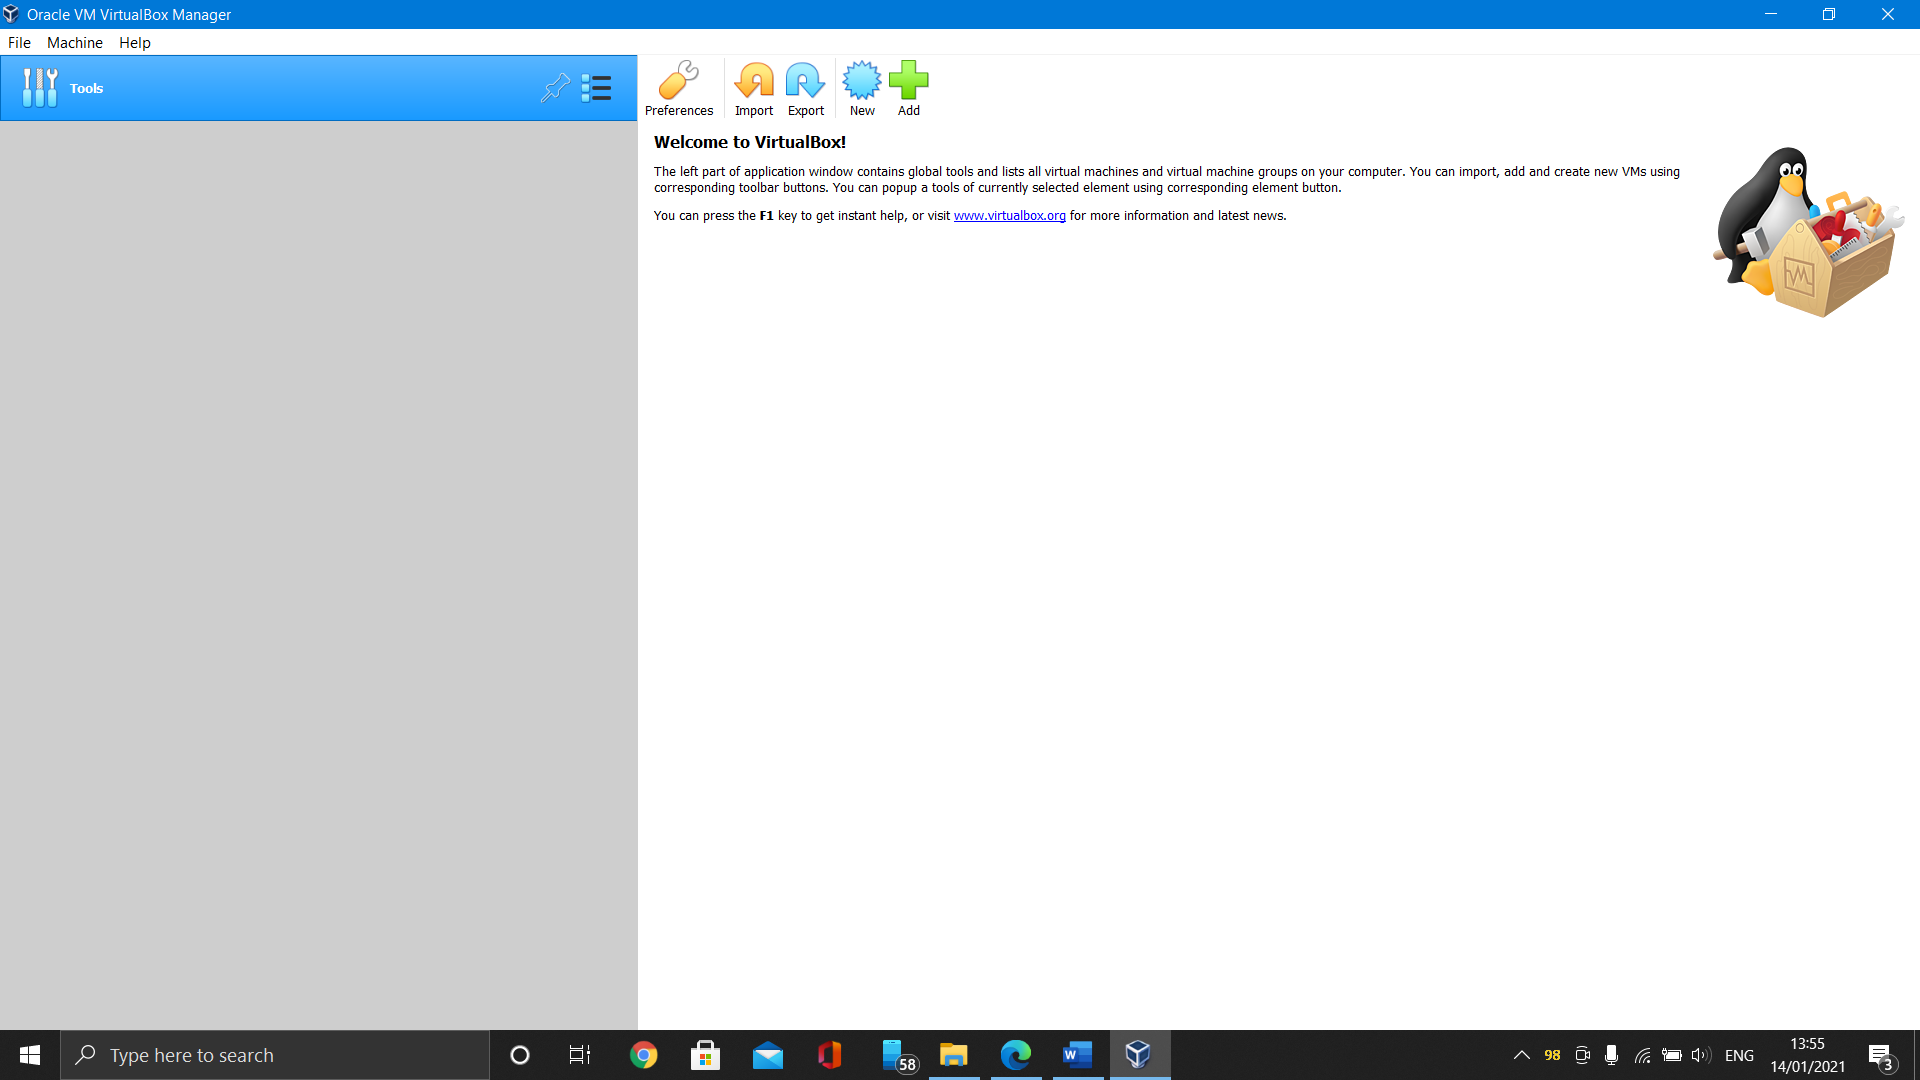 Oracle VM VirtualBox Manager
File Machine Help
Tools
Preferences Import Export New Add
Welcome to VirtualBox!
The left part of application window contains global tools and lists all virtual machines and virtual machine groups on your computer. You can import, add and create new VMs using
corresponding toolbar buttons. You can popup a tools of currently selected element using corresponding element button.
You can press the F1 key to get instant help, or visit www.virtualbox.org for more information and latest news.
Type here to search
58
98
ENG
13:55
14/01/2021
3